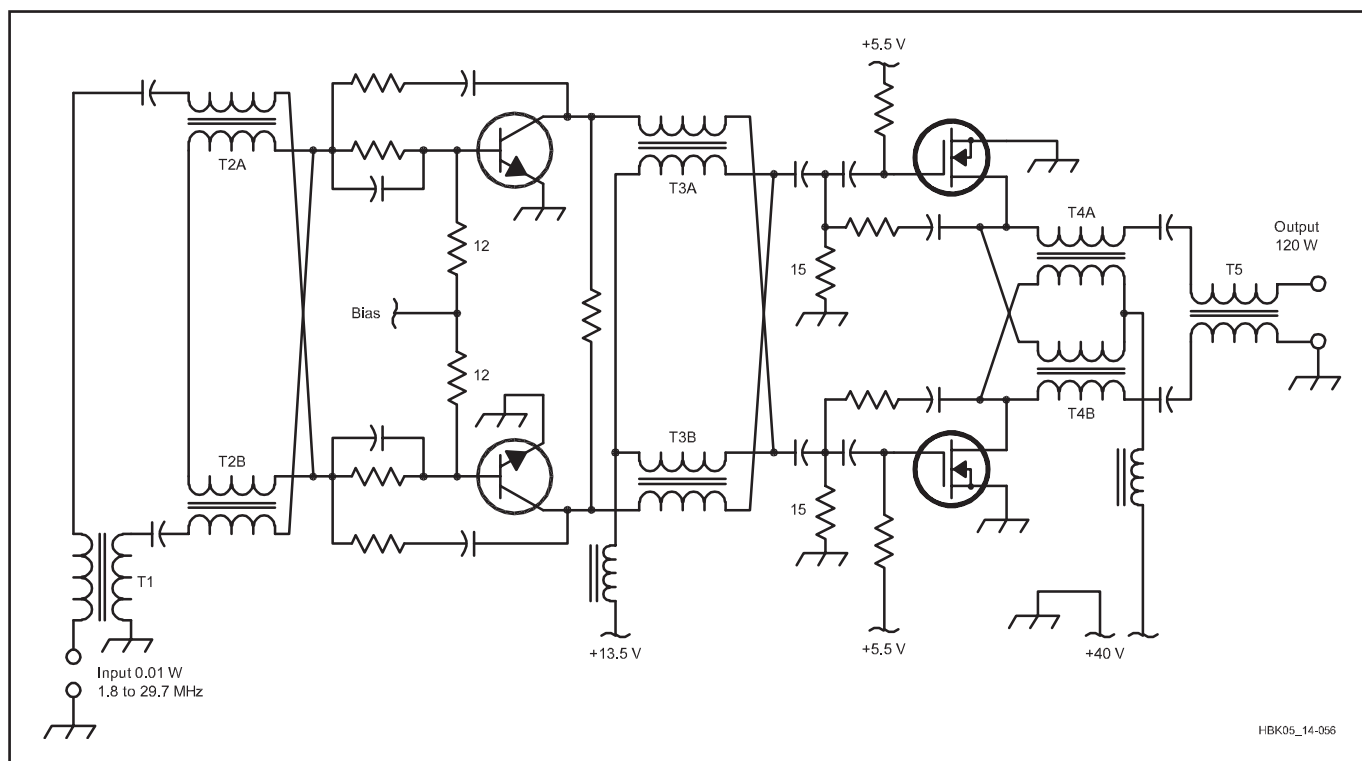 +5.5 V
T2A
T3A
12
15
T4A
Output
120 W
T5
Bias
12
T2B
T3B
15
T4B
T1
+13.5 V
+5.5 V
+40 V
Input 0.01 W
1.8 to 29.7 MHz
HBK05_14-056